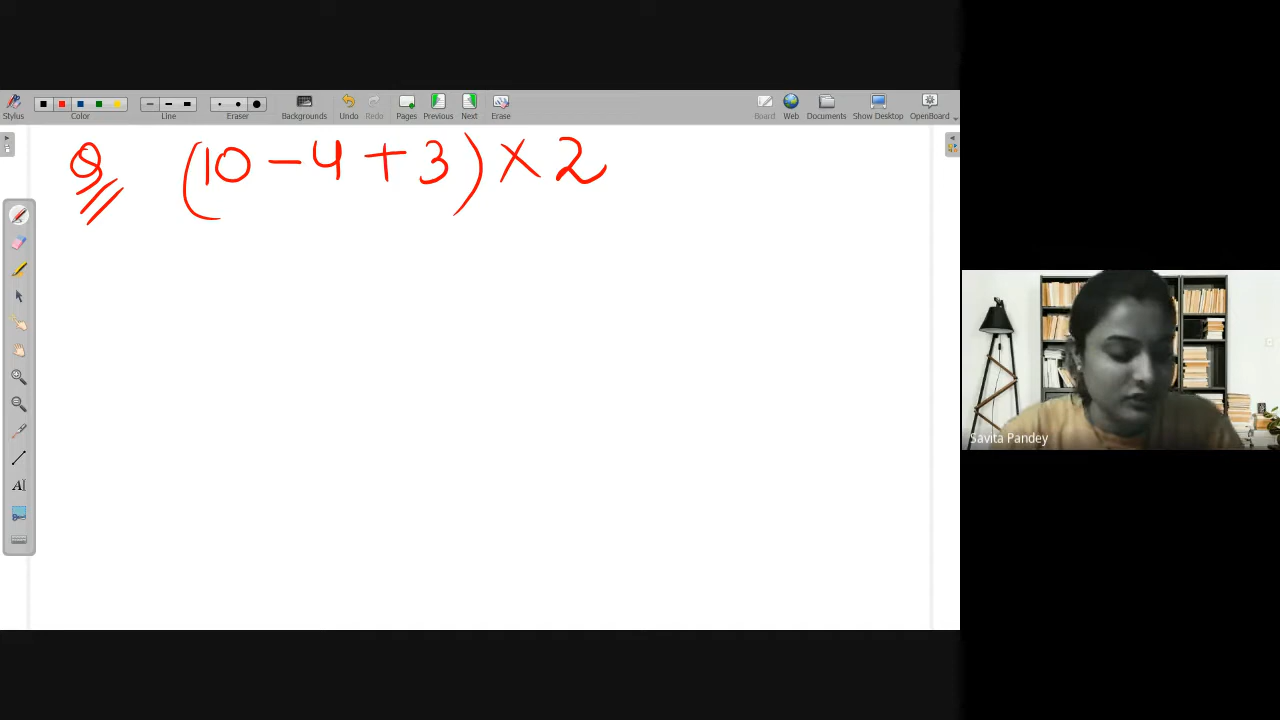 Stylus
Color
Line
Eraser
Backgrounds
Undo
Redo
Pages
Previous
Next
Erase
Board
Web
Documents
Show Desktop
OpenBoard
Q (10 - 4 + 3) × 2
Savita Pandey